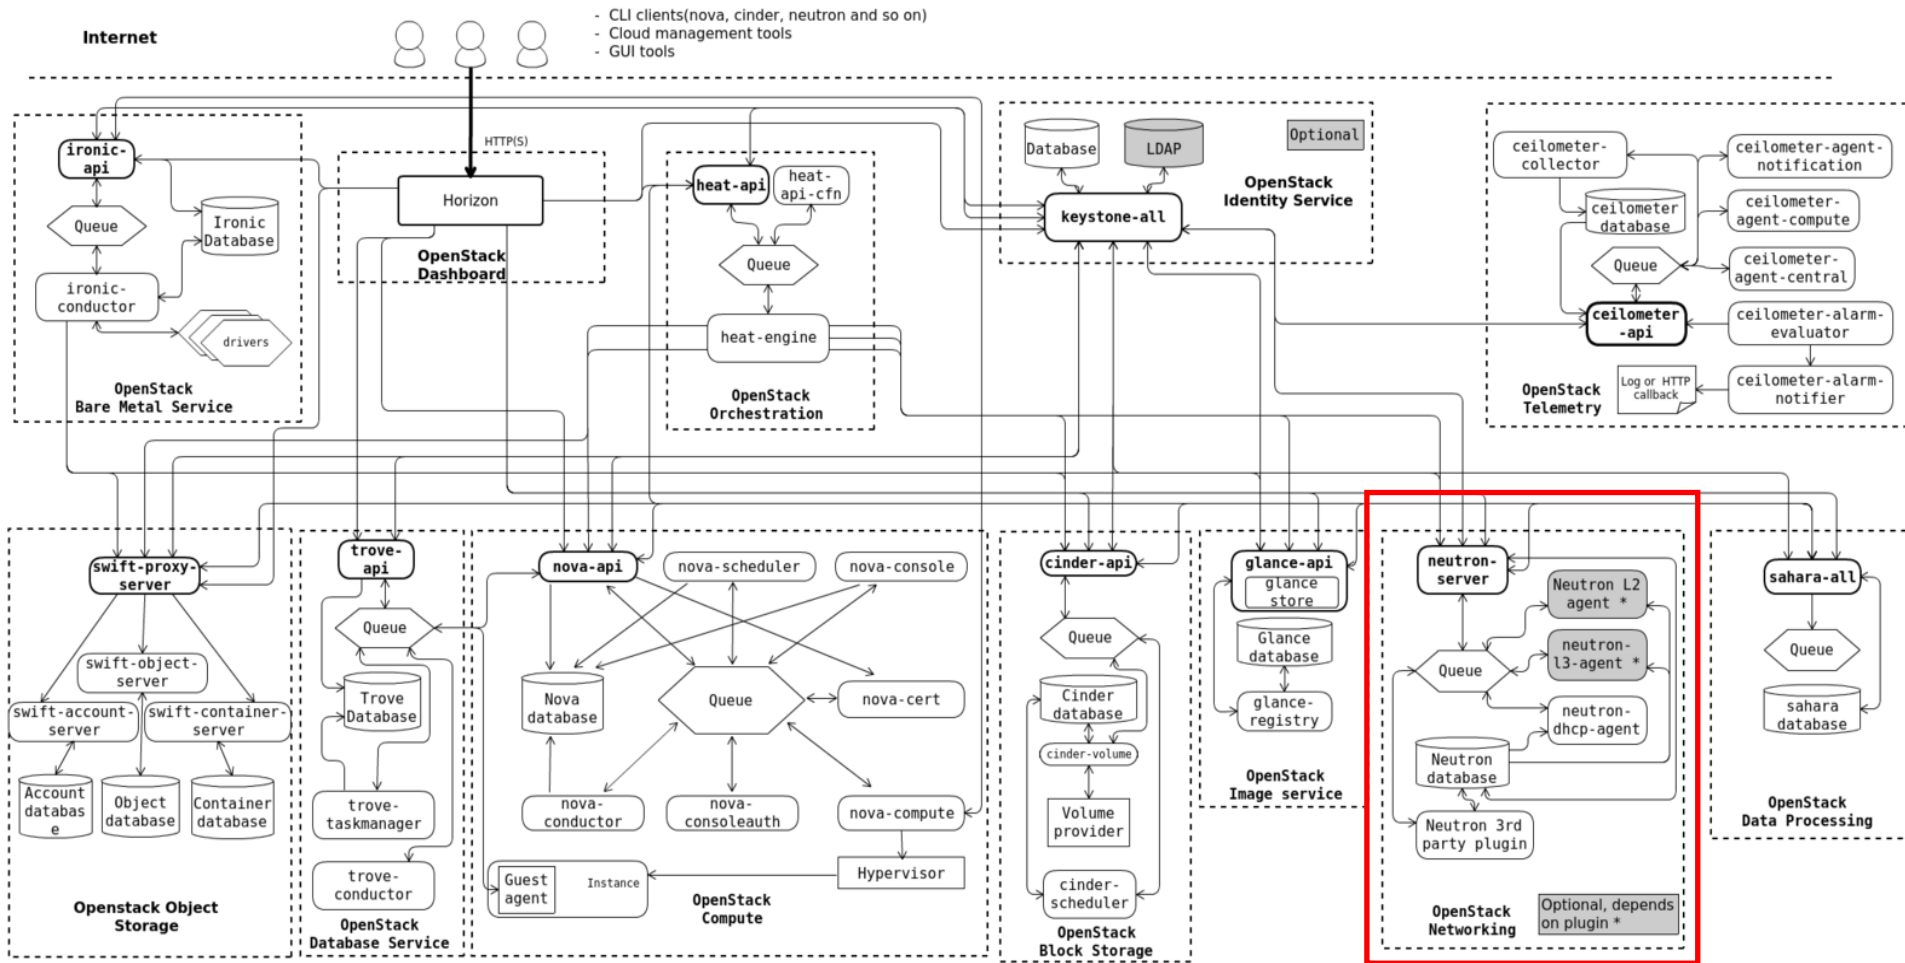 Internet
- CLI clients(nova, cinder, neutron and so on)
- Cloud management tools
- GUI tools
HTTP(S)
ironic-
api
Queue
Ironic
Database
ironic-
conductor
drivers
OpenStack
Bare Metal Service
Horizon
OpenStack
Dashboard
heat-api
heat-
api-cfn
Queue
heat-engine
OpenStack
Orchestration
Database
LDAP
Optional
OpenStack
Identity Service
keystone-all
ceilometer-
collector
ceilometer-agent-
notification
ceilometer
database
ceilometer-
agent-compute
Queue
ceilometer-
agent-central
ceilometer
-api
ceilometer-alarm-
evaluator
Log or HTTP
callback
ceilometer-alarm-
notifier
OpenStack
Telemetry
swift-proxy-
server
swift-object-
server
swift-account-
server
swift-container-
server
Account
databas
e
Object
database
Container
database
Openstack Object
Storage
trove-
api
Queue
Trove
Database
trove-
taskmanager
trove-
conductor
OpenStack
Database Service
nova-api
nova-scheduler
nova-console
Nova
database
Queue
nova-cert
nova-
conductor
nova-
consoleauth
nova-compute
Hypervisor
Guest
agent
Instance
OpenStack
Compute
cinder-api
Queue
Cinder
database
cinder-volume
Volume
provider
cinder-
scheduler
OpenStack
Block Storage
glance-api
glance
store
Glance
database
glance-
registry
OpenStack
Image service
neutron-
server
Neutron L2
agent *
neutron-
l3-agent *
Queue
neutron-
dhcp-agent
Neutron
database
Neutron 3rd
party plugin
OpenStack
Networking
Optional, depends
on plugin *
sahara-all
Queue
sahara
database
OpenStack
Data Processing